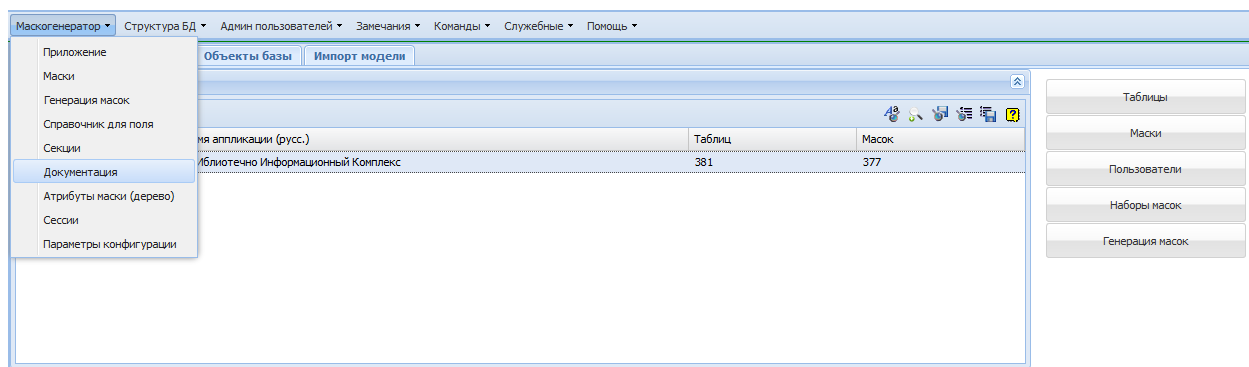 Маскогенератор Структура БД Админ пользователей Замечания Команды Служебные Помощь
Объекты базы Импорт модели
Приложение
Маски
Генерация масок
Справочник для поля
Секции
Документация
Атрибуты маски (дерево)
Сессии
Параметры конфигурации
мя аппликации (русс.) Таблиц Масок
иблиотечно Информационный Комплекс 381 377
Таблицы
Маски
Пользователи
Наборы масок
Генерация масок